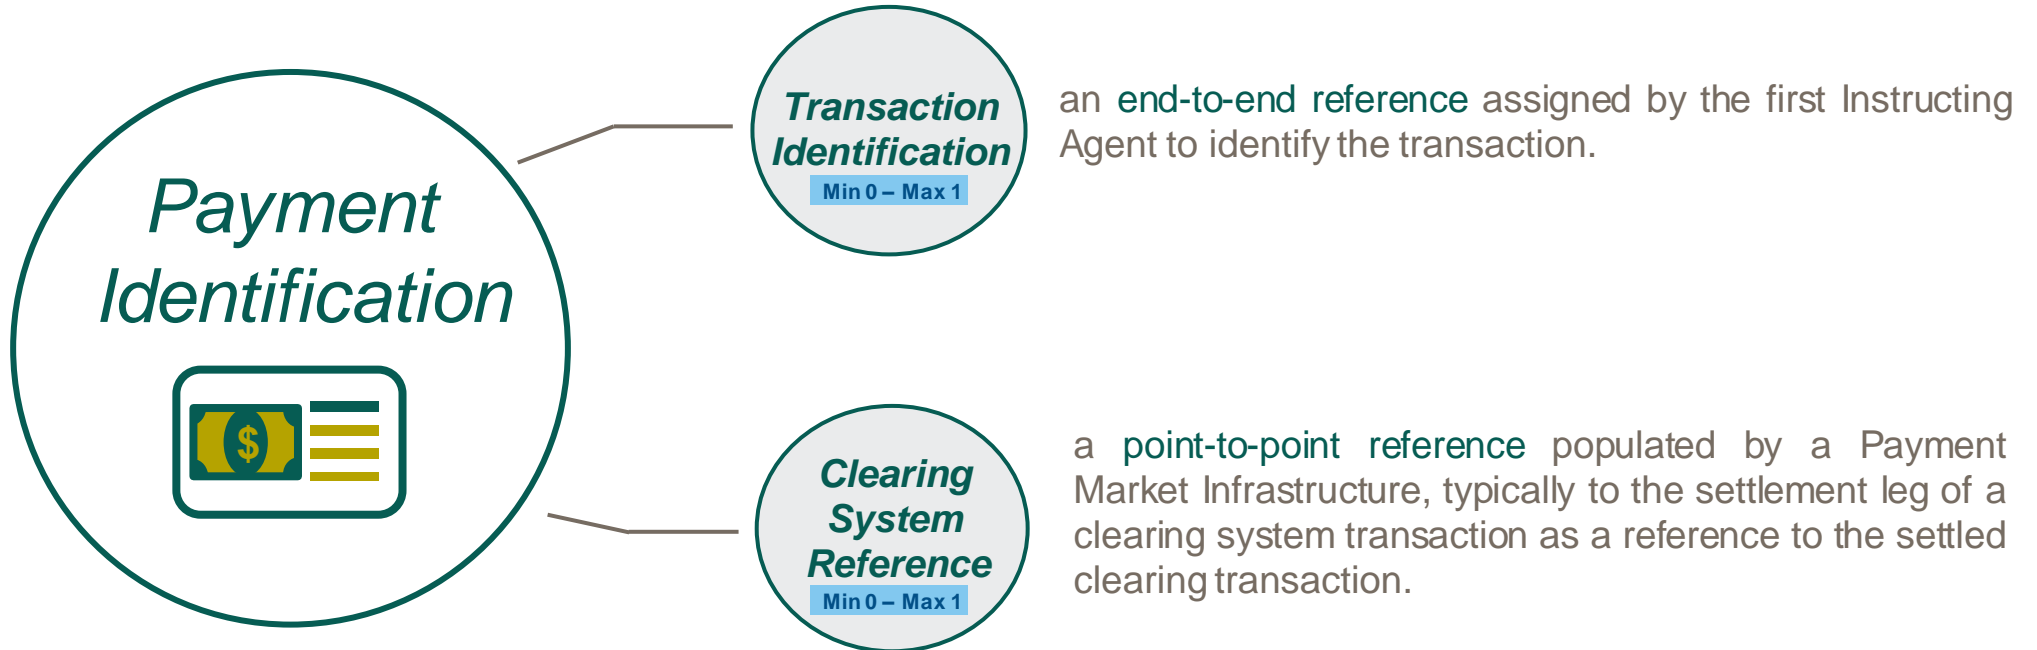 Payment
Identification
$
Transaction
Identification
Min 0 – Max 1
an end-to-end reference assigned by the first Instructing
Agent to identify the transaction.
Clearing
System
Reference
Min 0 – Max 1
a point-to-point reference populated by a Payment
Market Infrastructure, typically to the settlement leg of a
clearing system transaction as a reference to the settled
clearing transaction.